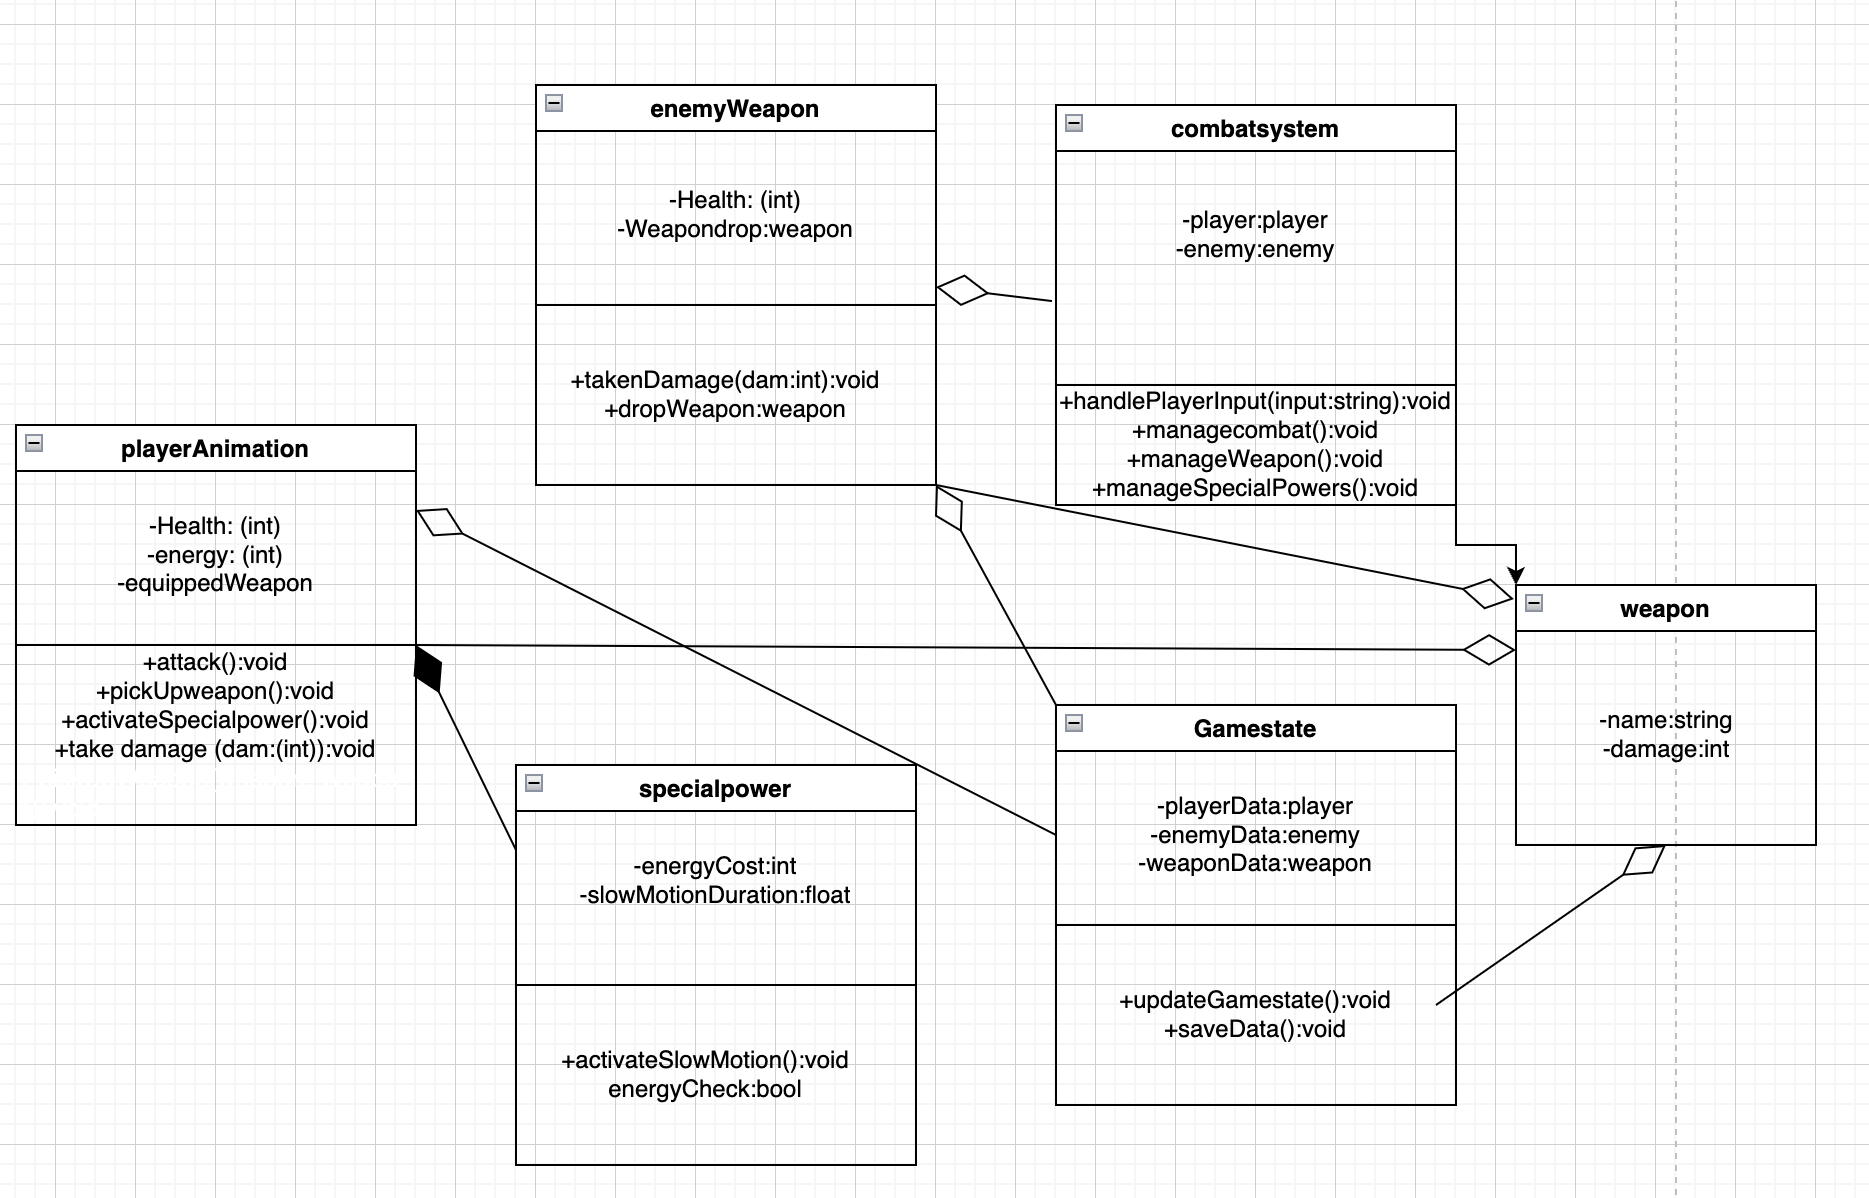 enemyWeapon
-Health: (int)
-Weapondrop:weapon
+takenDamage(dam:int):void
+dropWeapon:weapon
combatsystem
-player:player
-enemy:enemy
+handlePlayerInput(input:string):void
+managecombat():void
+manageWeapon():void
+manageSpecialPowers():void
playerAnimation
-Health: (int)
-energy: (int)
-equippedWeapon
+attack():void
+pickUpweapon():void
+activateSpecialpower():void
+take damage (dam:(int)):void
specialpower
-energyCost:int
-slowMotionDuration:float
+activateSlowMotion():void
energyCheck:bool
Gamestate
-playerData:player
-enemyData:enemy
-weaponData:weapon
+updateGamestate():void
+saveData():void
weapon
-name:string
-damage:int